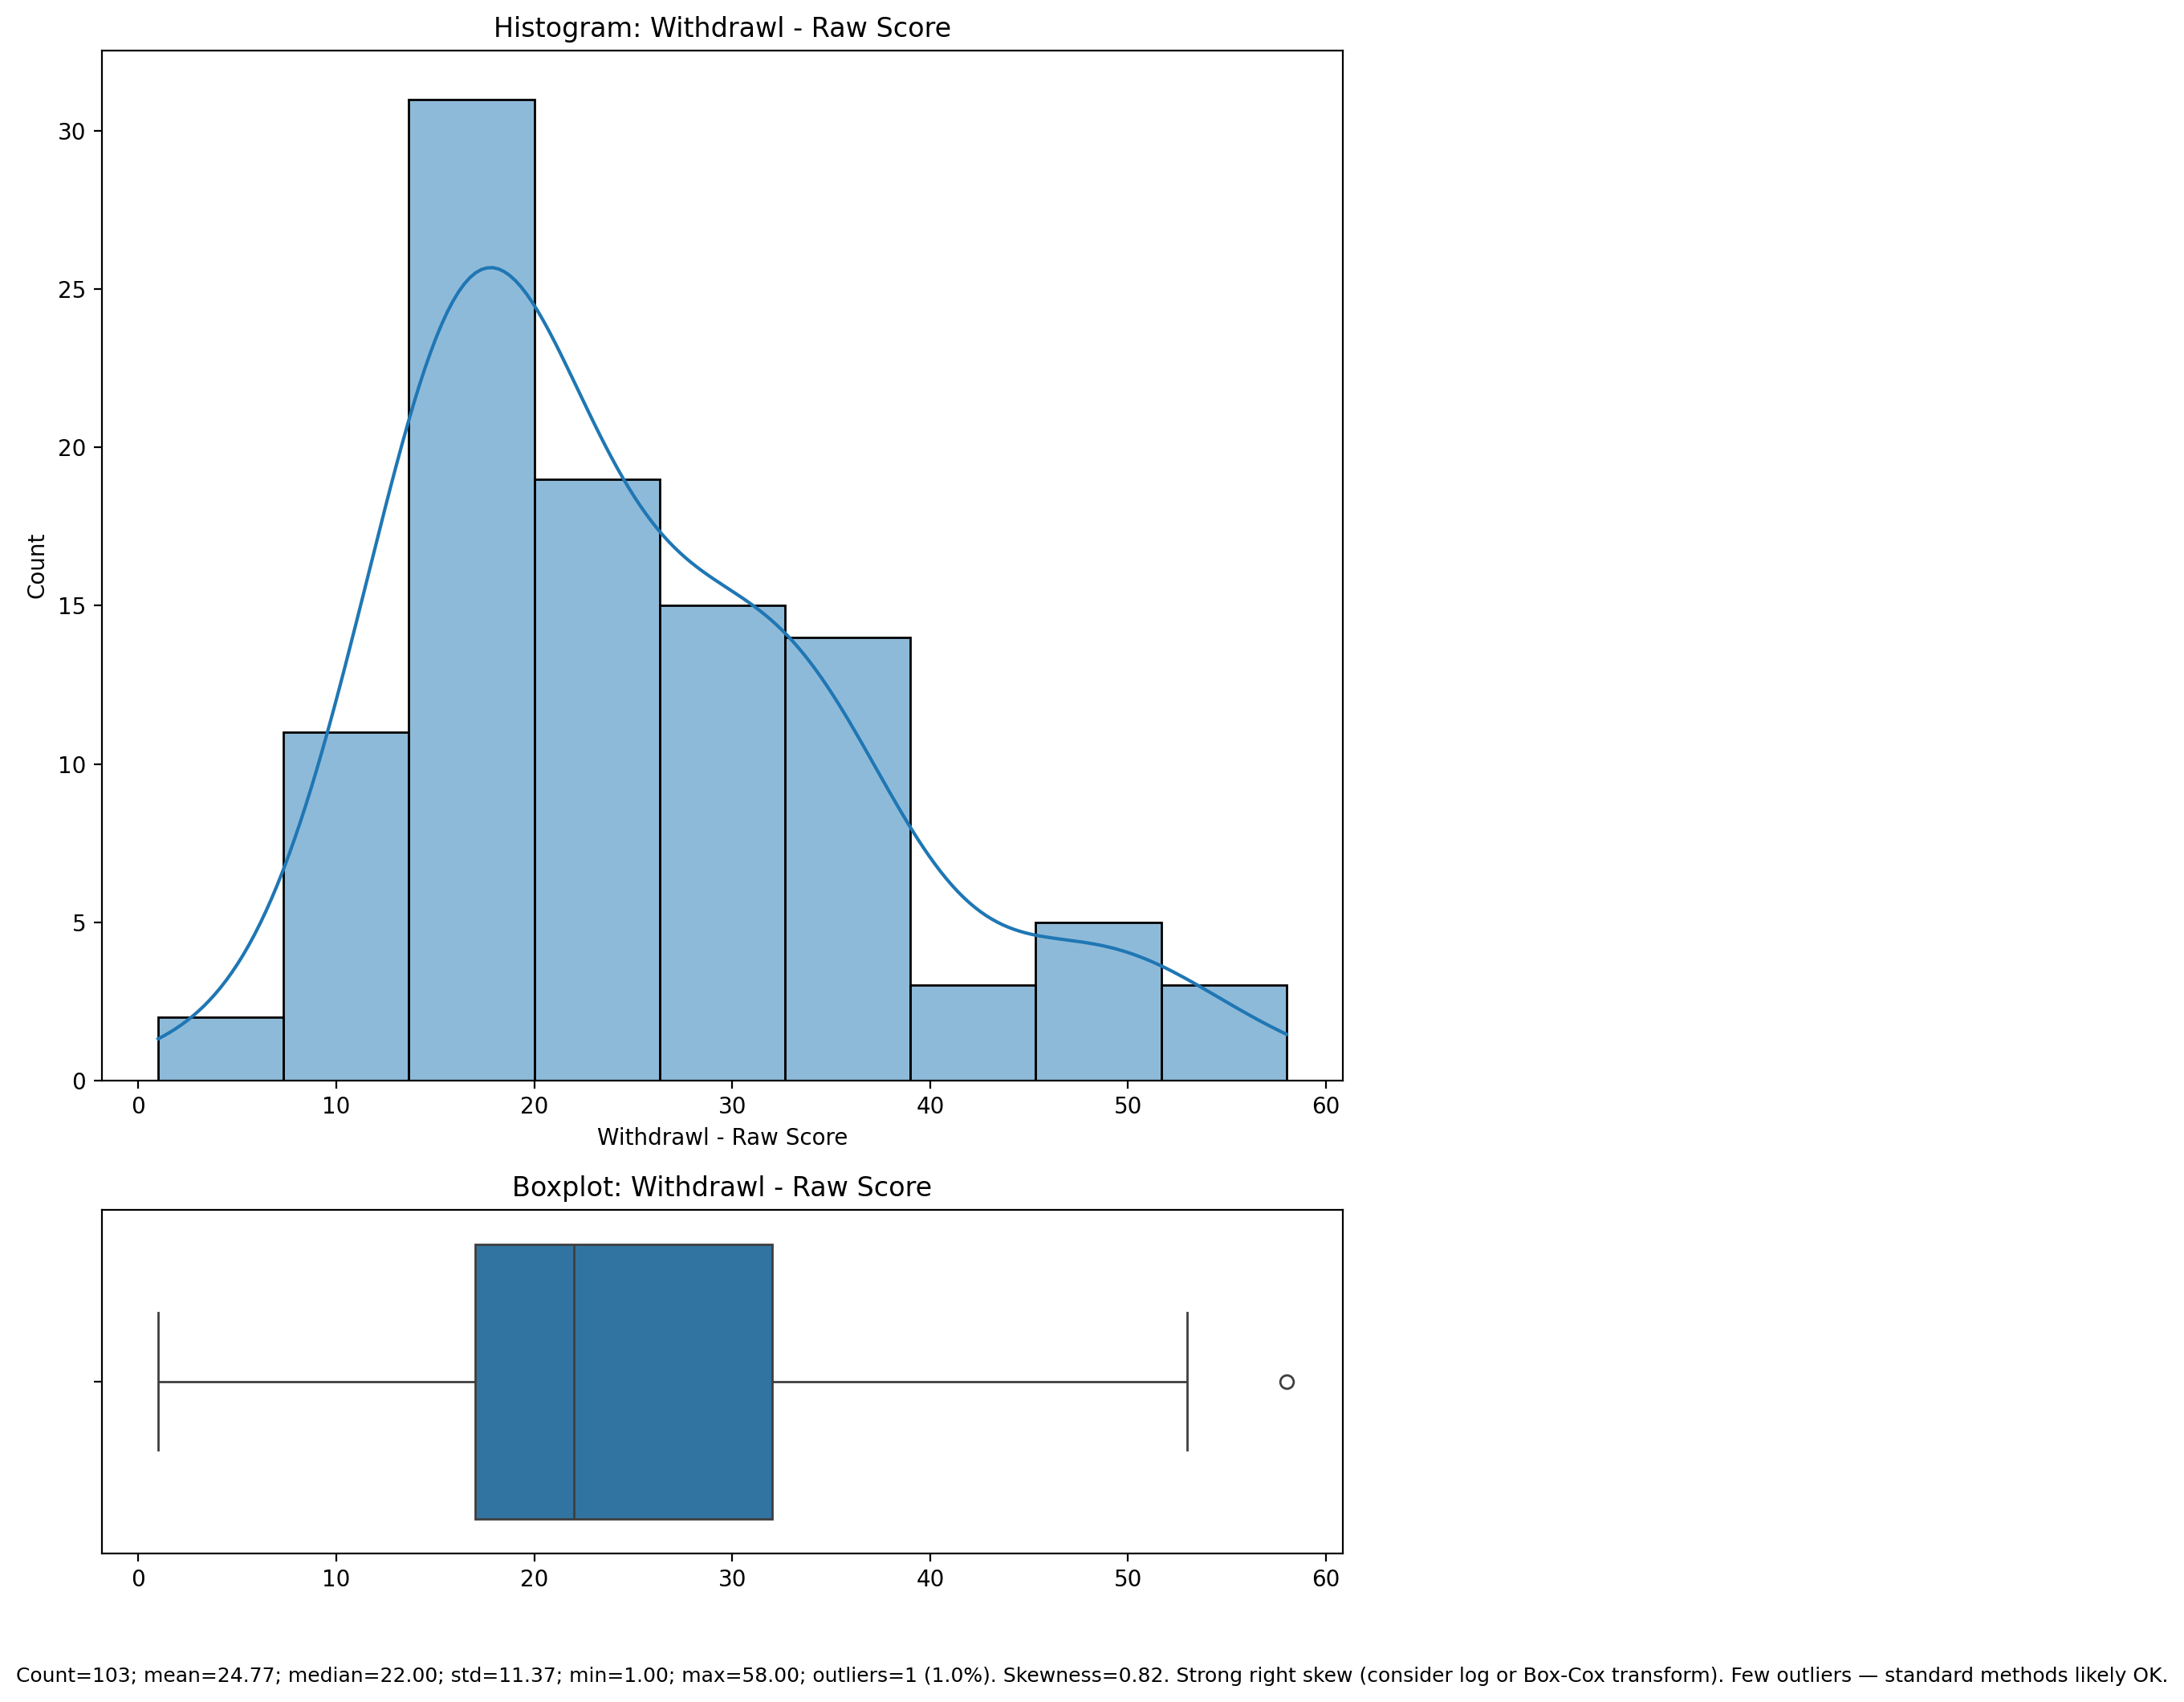 Histogram: Withdrawl - Raw Score
30
25
20
15
10
5
0
Count
0 10 20 30 40 50 60
Withdrawl - Raw Score
Boxplot: Withdrawl - Raw Score
0 10 20 30 40 50 60
Count=103; mean=24.77; median=22.00; std=11.37; min=1.00; max=58.00; outliers=1 (1.0%). Skewness=0.82. Strong right skew (consider log or Box-Cox transform). Few outliers — standard methods likely OK.